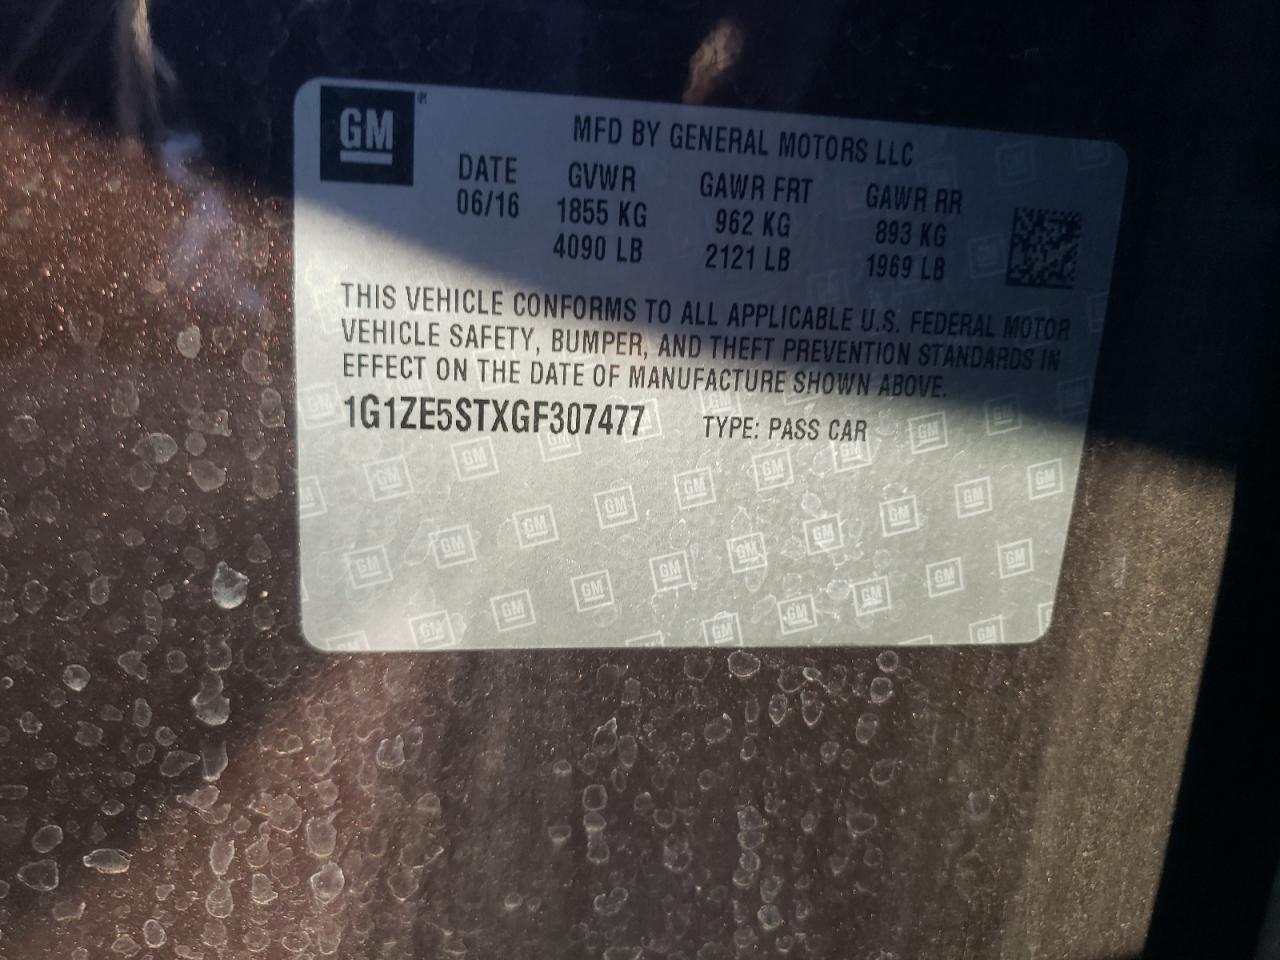 GM
MFD BY GENERAL MOTORS LLC
DATE GVWR GAWR FRT GAWR RR
06/16 1855 KG 962 KG 893 KG
4090 LB 2121 LB 1969 LB
THIS VEHICLE CONFORMS TO ALL APPLICABLE U.S. FEDERAL MOTOR
VEHICLE SAFETY, BUMPER, AND THEFT PREVENTION STANDARDS IN
EFFECT ON THE DATE OF MANUFACTURE SHOWN ABOVE.
1G1ZE5STXGF307477 TYPE: PASS CAR